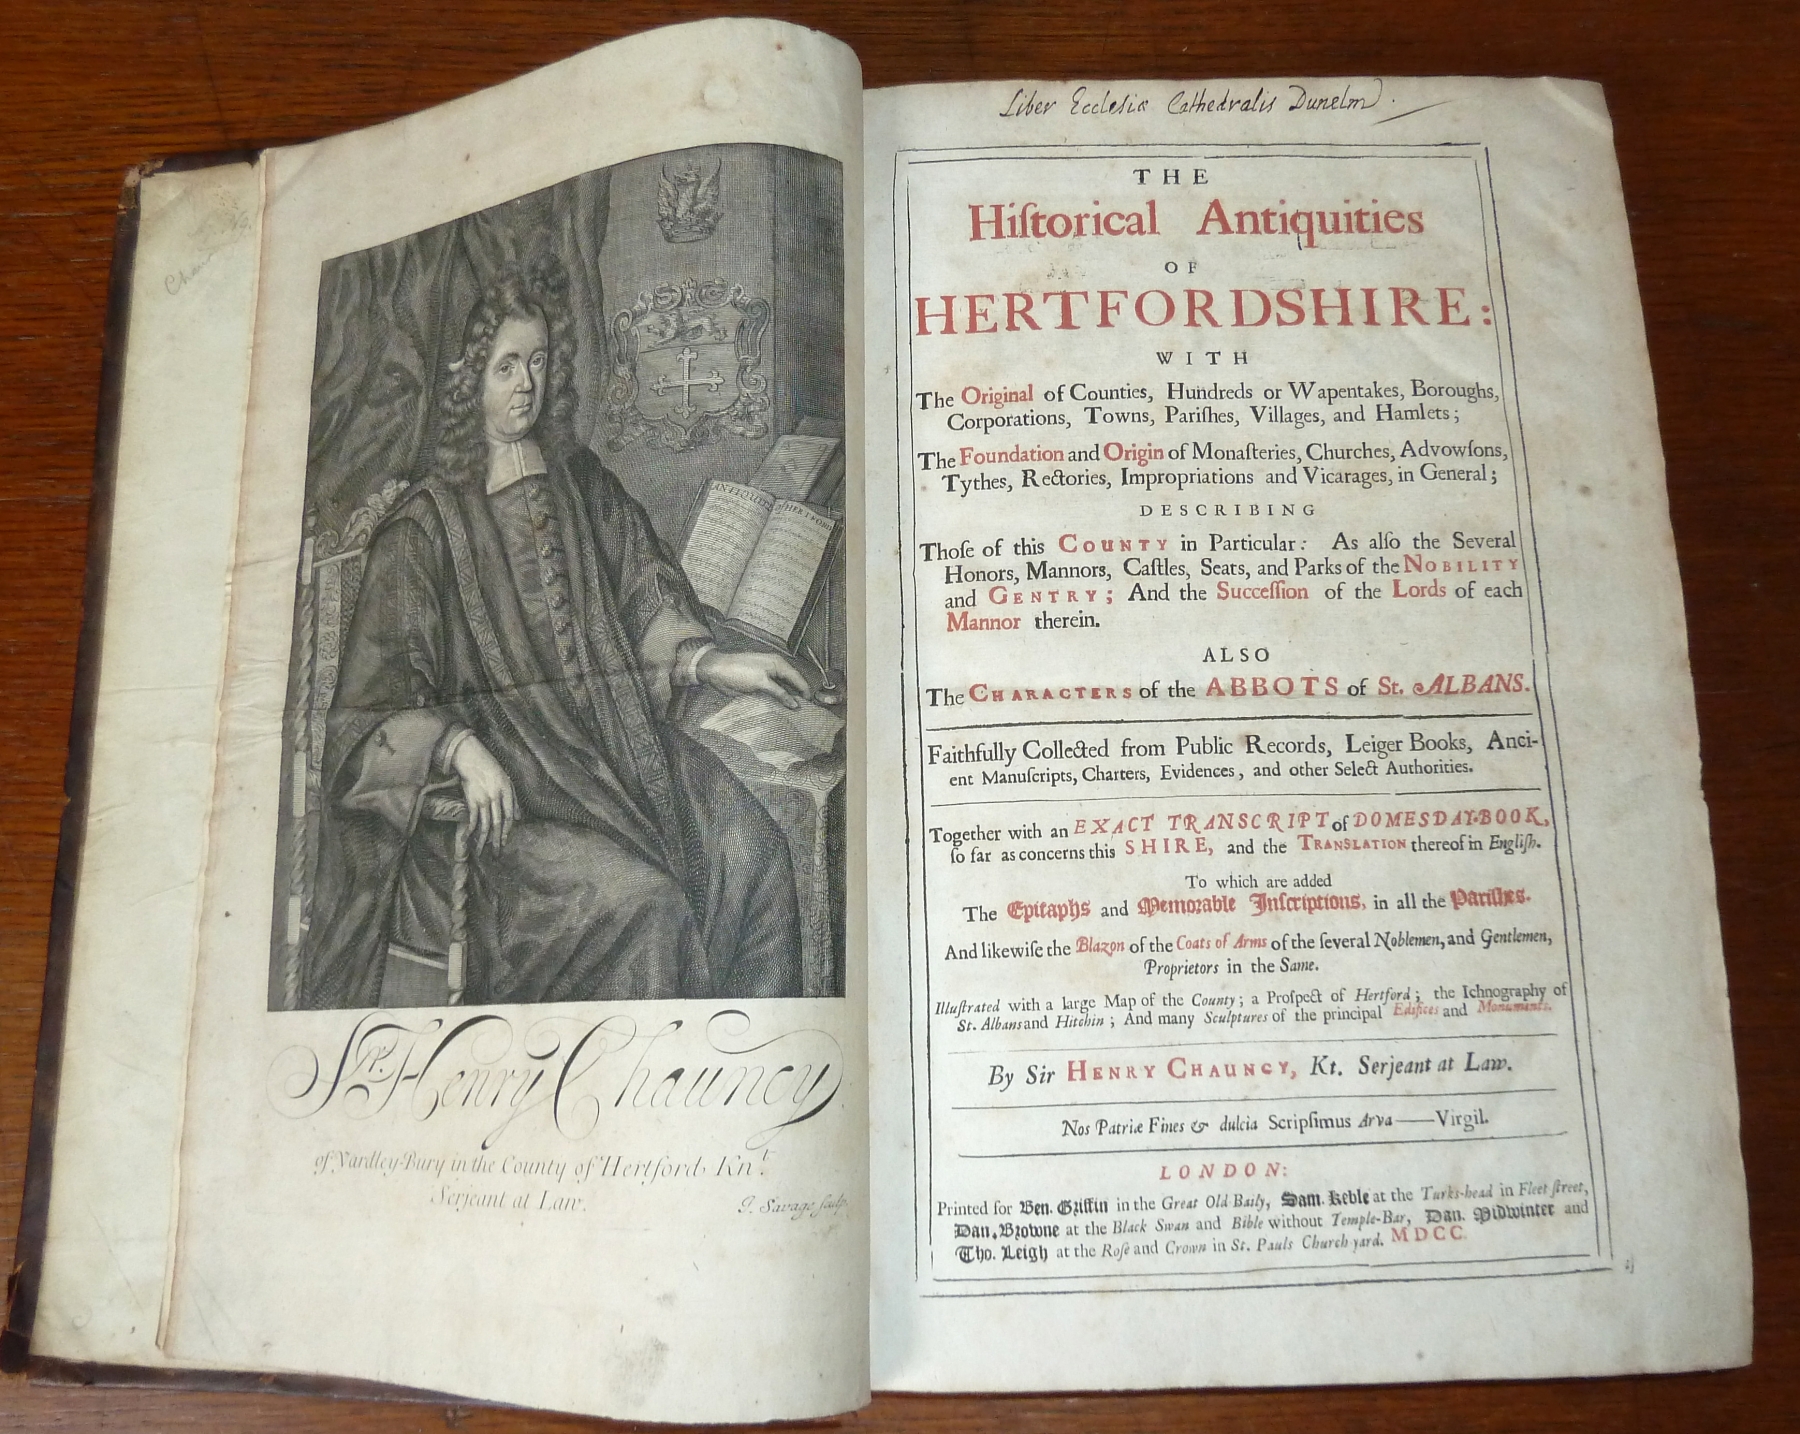 ANTIQUITY of HERTFORD
Sr. Henry Chauncy
of Yardley-Bury in the County of Hertford Knt.
Serjeant at Law.
J. Savage sculp.
Liber Ecclesiæ Cathedralis Dunelm.
THE
Hiſtorical Antiquities
OF
HERTFORDSHIRE:
WITH
The Original of Counties, Hundreds or Wapentakes, Boroughs,
Corporations, Towns, Pariſhes, Villages, and Hamlets;
The Foundation and Origin of Monaſteries, Churches, Advowſons,
Tythes, Rectories, Impropriations and Vicarages, in General;
DESCRIBING
Thoſe of this COUNTY in Particular: As alſo the Several
Honors, Mannors, Caſtles, Seats, and Parks of the NOBILITY
and GENTRY; And the Succeſſion of the Lords of each
Mannor therein.
ALSO
The CHARACTERS of the ABBOTS of St. ALBANS.
Faithfully Collected from Public Records, Leiger Books, Anci-
ent Manuſcripts, Charters, Evidences, and other Select Authorities.
Together with an EXACT TRANSCRIPT of DOMESDAY-BOOK,
ſo far as concerns this SHIRE, and the TRANSLATION thereof in Engliſh.
To which are added
The Epitaphs and Memorable Inſcriptions, in all the Pariſhes.
And likewiſe the Blazon of the Coats of Arms of the ſeveral Noblemen, and Gentlemen,
Proprietors in the Same.
Illuſtrated with a large Map of the County; a Proſpect of Hertford; the Ichnography of
St. Albans and Hitchin; And many Sculptures of the principal Edifices and Monuments.
By Sir HENRY CHAUNCY, Kt. Serjeant at Law.
Nos Patriæ Fines & dulcia Scripſimus Arva——Virgil.
LONDON:
Printed for Ben. Griffin in the Great Old-Baily, Sam. Keble at the Turks-head in Fleet-ſtreet,
Dan. Browne at the Black Swan and Bible without Temple-Bar, Dan. Midwinter and
Tho. Leigh at the Roſe and Crown in St. Pauls Church-yard. MDCC.